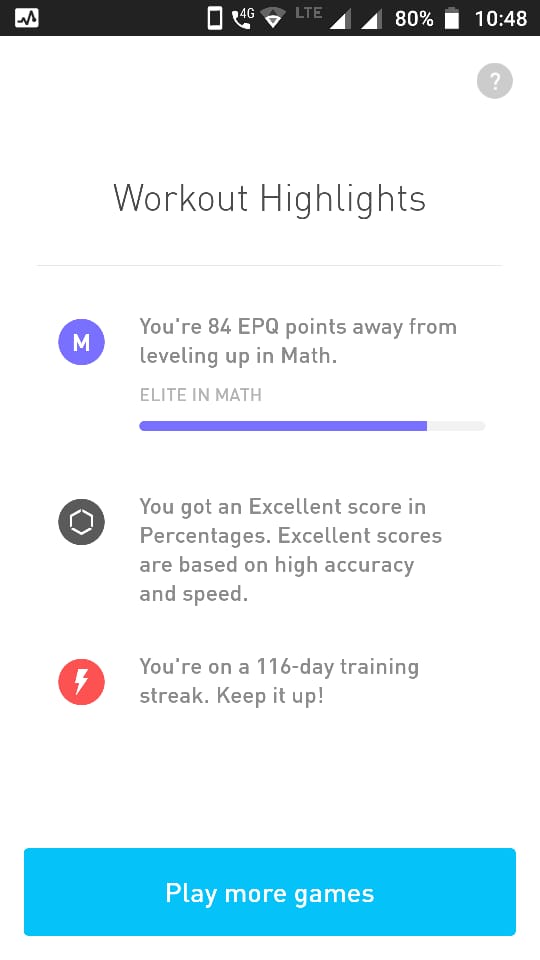 4G LTE 80% 10:48
?
Workout Highlights
M
You're 84 EPQ points away from
leveling up in Math.
ELITE IN MATH
You got an Excellent score in
Percentages. Excellent scores
are based on high accuracy
and speed.
You're on a 116-day training
streak. Keep it up!
Play more games